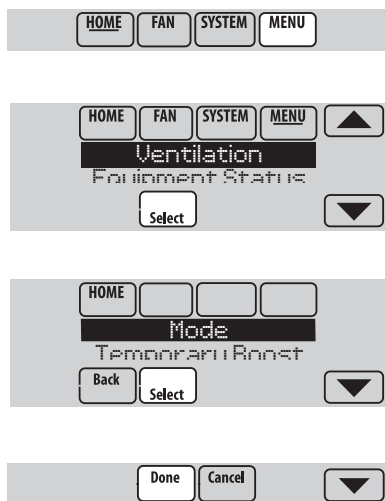 HOME FAN SYSTEM MENU
HOME FAN SYSTEM MENU
Ventilation
Equipment Status
Select
HOME
Mode
Temporary Boost
Back Select
Done Cancel